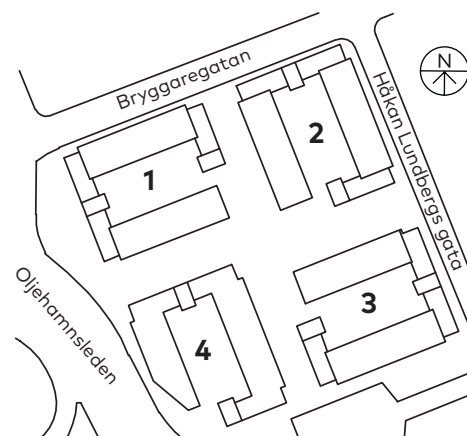 Bryggaregatan
N
Håkan Lundbergs gata
1
2
3
4
Oljehamnsleden